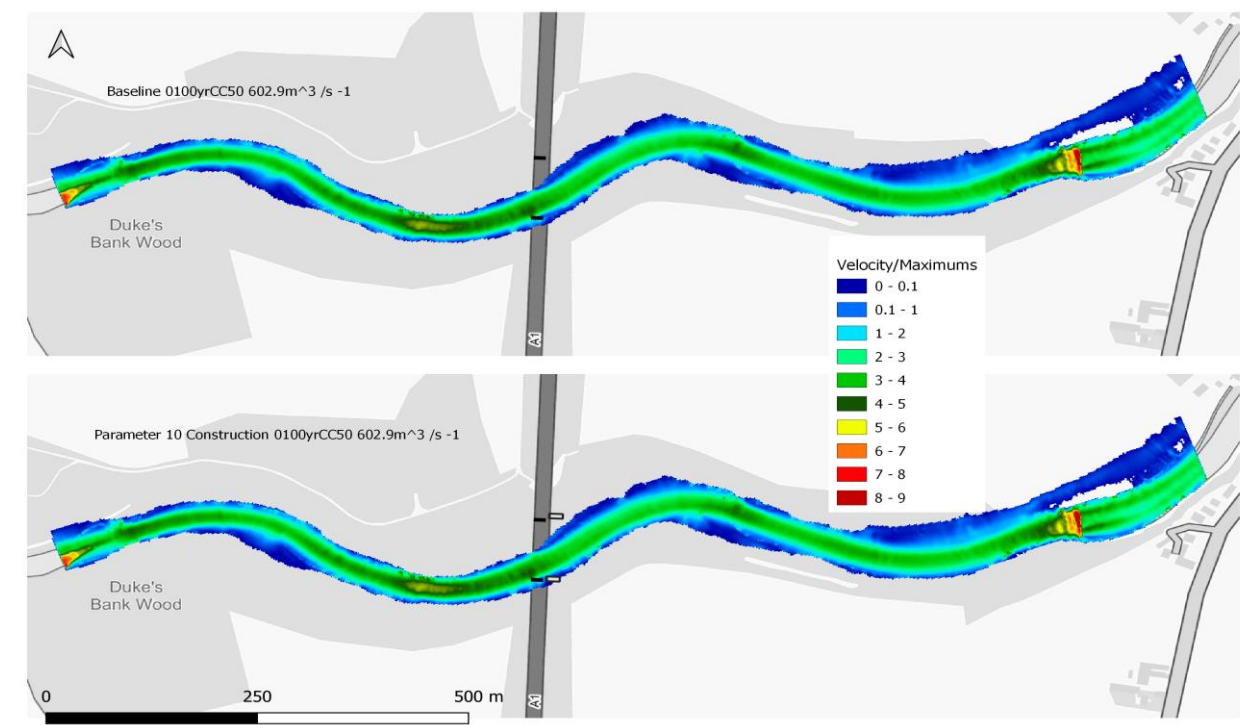 Baseline 0100yrCC50 602.9m^3 /s -1
Duke's
Bank Wood
A1
Velocity/Maximums
0 - 0.1
0.1 - 1
1 - 2
2 - 3
3 - 4
4 - 5
5 - 6
6 - 7
7 - 8
8 - 9
Parameter 10 Construction 0100yrCC50 602.9m^3 /s -1
Duke's
Bank Wood
A1
0 250 500 m